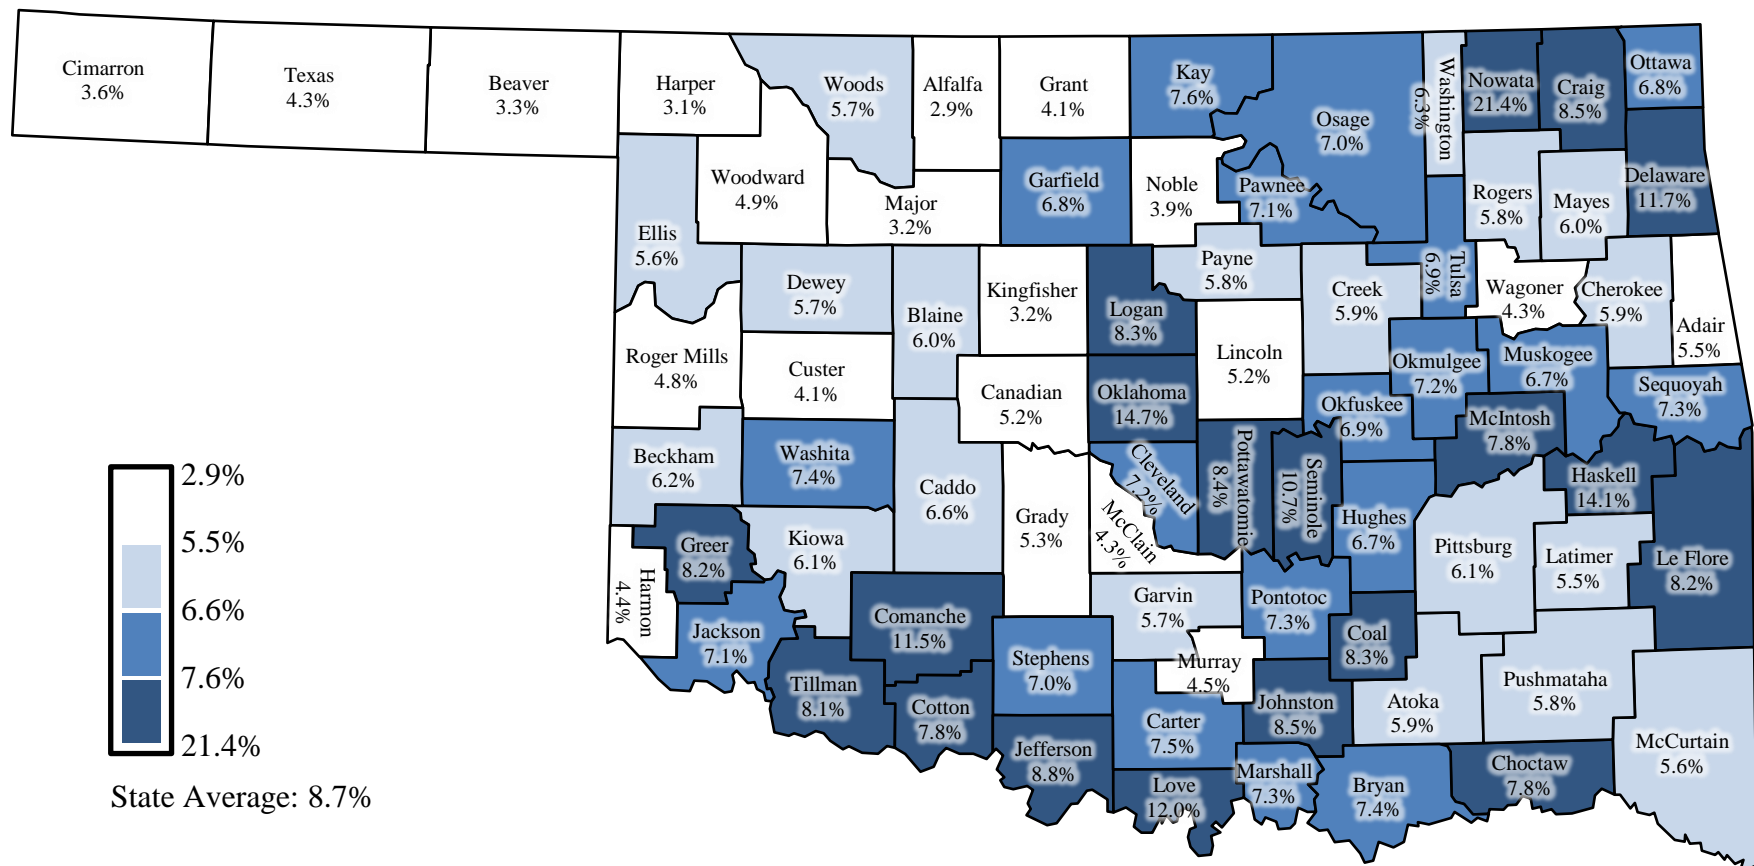 Cimarron
3.6%
Texas
4.3%
Beaver
3.3%
Harper
3.1%
Woods
5.7%
Alfalfa
2.9%
Grant
4.1%
Kay
7.6%
Osage
7.0%
Washington
6.3%
Nowata
21.4%
Craig
8.5%
Ottawa
6.8%
Woodward
4.9%
Major
3.2%
Garfield
6.8%
Noble
3.9%
Pawnee
7.1%
Rogers
5.8%
Mayes
6.0%
Delaware
11.7%
Ellis
5.6%
Dewey
5.7%
Blaine
6.0%
Kingfisher
3.2%
Logan
8.3%
Payne
5.8%
Creek
5.9%
Tulsa
6.9%
Wagoner
4.3%
Cherokee
5.9%
Adair
5.5%
Roger Mills
4.8%
Custer
4.1%
Canadian
5.2%
Oklahoma
14.7%
Lincoln
5.2%
Okfuskee
6.9%
Okmulgee
7.2%
Muskogee
6.7%
Sequoyah
7.3%
McIntosh
7.8%
Beckham
6.2%
Washita
7.4%
Caddo
6.6%
Grady
5.3%
McClain
4.3%
Cleveland
7.2%
Pottawatomie
8.4%
Seminole
10.7%
Hughes
6.7%
Pittsburg
6.1%
Haskell
14.1%
Latimer
5.5%
Le Flore
8.2%
Harmon
4.4%
Greer
8.2%
Kiowa
6.1%
Jackson
7.1%
Comanche
11.5%
Tillman
8.1%
Cotton
7.8%
Stephens
7.0%
Jefferson
8.8%
Garvin
5.7%
Murray
4.5%
Carter
7.5%
Love
12.0%
Pontotoc
7.3%
Johnston
8.5%
Marshall
7.3%
Coal
8.3%
Atoka
5.9%
Bryan
7.4%
Pushmataha
5.8%
Choctaw
7.8%
McCurtain
5.6%
2.9%
5.5%
6.6%
7.6%
21.4%
State Average: 8.7%